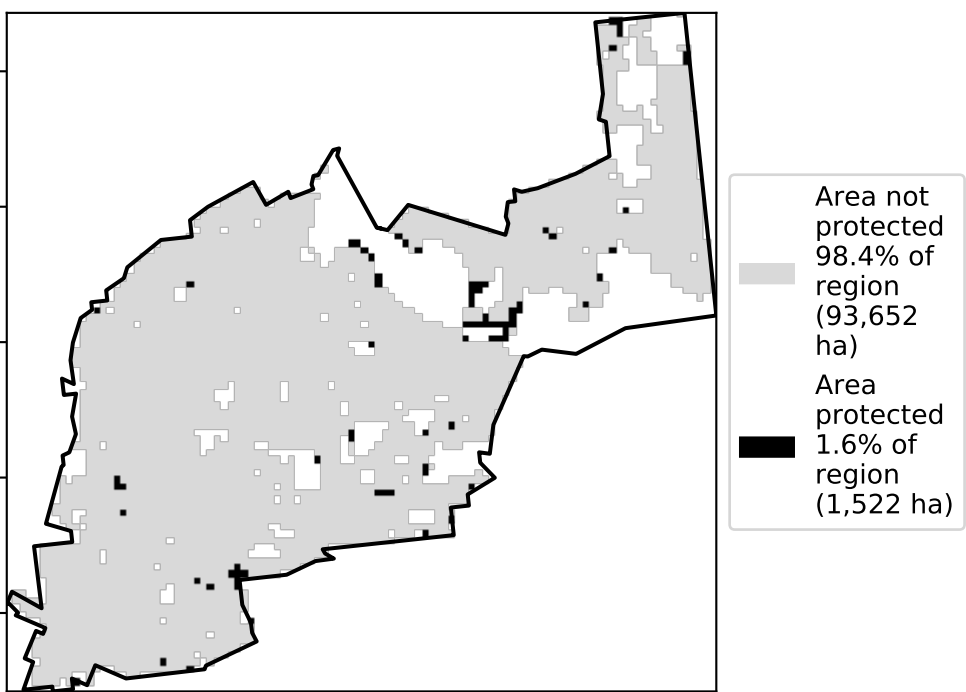 Area not
protected
98.4% of
region
(93,652
ha)
Area
protected
1.6% of
region
(1,522 ha)